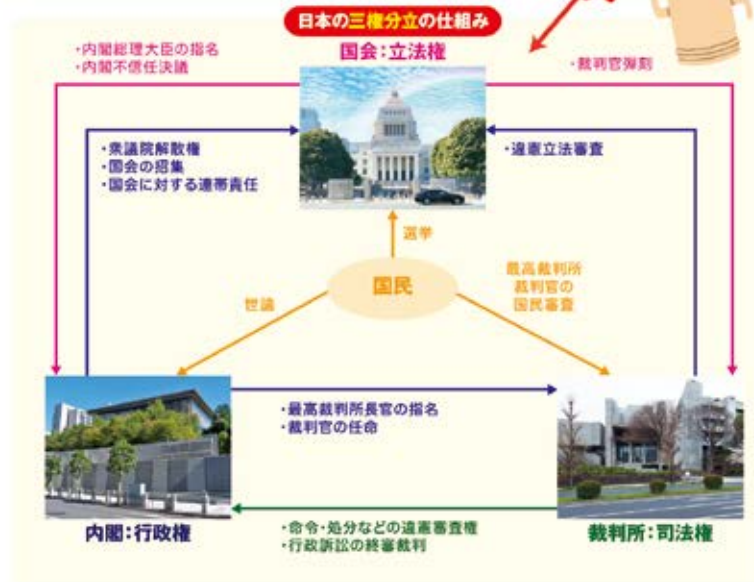 日本の三権分立の仕組み
国会：立法権
・内閣総理大臣の指名
・内閣不信任決議
・裁判官弾劾
・衆議院解散権
・国会の招集
・国会に対する連帯責任
・違憲立法審査
選挙
国民
世論
最高裁判所
裁判官の
国民審査
・最高裁判所長官の指名
・裁判官の任命
内閣：行政権
・命令・処分などの違憲審査権
・行政訴訟の終審裁判
裁判所：司法権